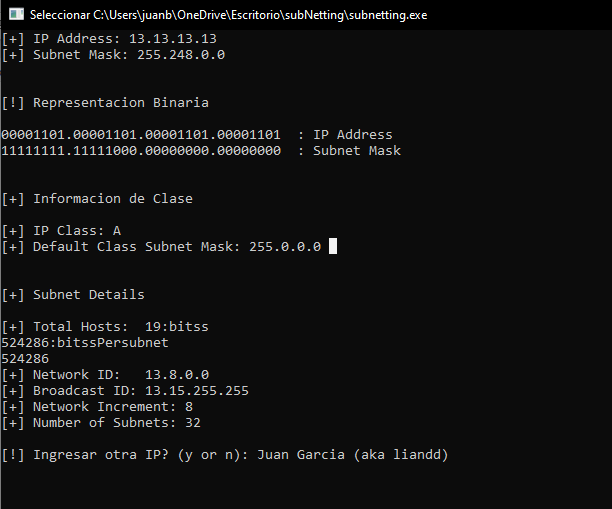 Seleccionar C:\Users\juanb\OneDrive\Escritorio\subNetting\subnetting.exe
[+] IP Address: 13.13.13.13
[+] Subnet Mask: 255.248.0.0
[!] Representacion Binaria
00001101.00001101.00001101.00001101  : IP Address
11111111.11111000.00000000.00000000  : Subnet Mask
[+] Informacion de Clase
[+] IP Class: A
[+] Default Class Subnet Mask: 255.0.0.0
[+] Subnet Details
[+] Total Hosts:  19:bitss
524286:bitssPersubnet
524286
[+] Network ID:   13.8.0.0
[+] Broadcast ID: 13.15.255.255
[+] Network Increment: 8
[+] Number of Subnets: 32
[!] Ingresar otra IP? (y or n): Juan Garcia (aka liandd)